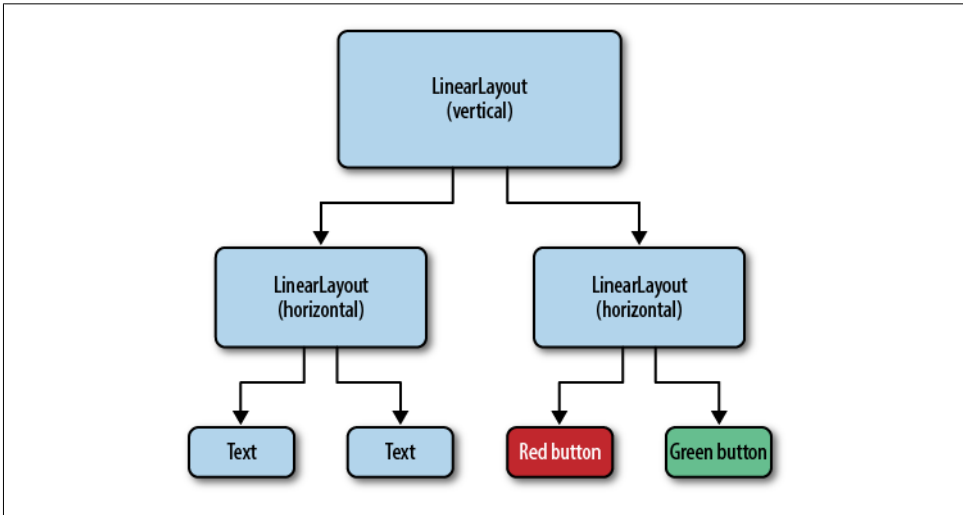 LinearLayout
(vertical)
LinearLayout
(horizontal)
LinearLayout
(horizontal)
Text
Text
Red button
Green button